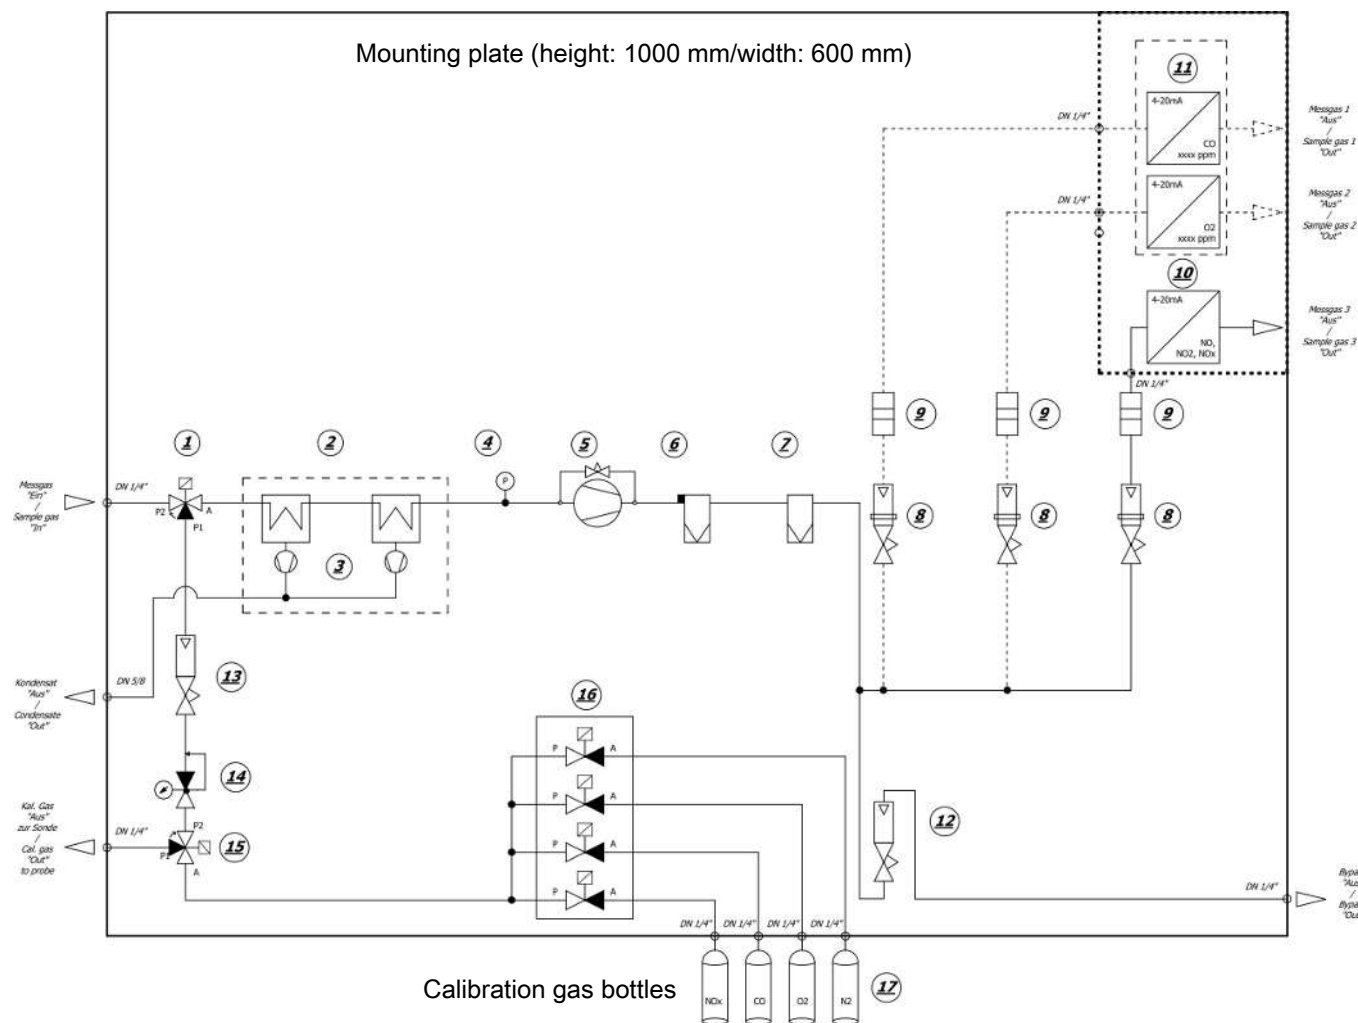 Mounting plate (height: 1000 mm/width: 600 mm)
11
4-20mA
CO
xxxx ppm
DN 1/4"
Messgas 1
"Aus"
/
Sample gas 1
"Out"
4-20mA
O2
xxxx ppm
DN 1/4"
Messgas 2
"Aus"
/
Sample gas 2
"Out"
10
4-20mA
NO,
NO2, NOx
DN 1/4"
Messgas 3
"Aus"
/
Sample gas 3
"Out"
9
9
9
1
2
4
5
6
7
Messgas
"Ein"
/
Sample gas
"In"
DN 1/4"
P2
A
P1
P
8
8
8
3
13
Kondensat
"Aus"
/
Condensate
"Out"
DN 5/8
16
P
A
P
A
P
A
P
A
14
Kal. Gas
"Aus"
zur Sonde
/
Cal. gas
"Out"
to probe
DN 1/4"
P2
P1
A
15
12
DN 1/4"
"Aus"
/
DN 1/4"
DN 1/4"
DN 1/4"
DN 1/4"
Calibration gas bottles
NOx
CO
O2
N2
17